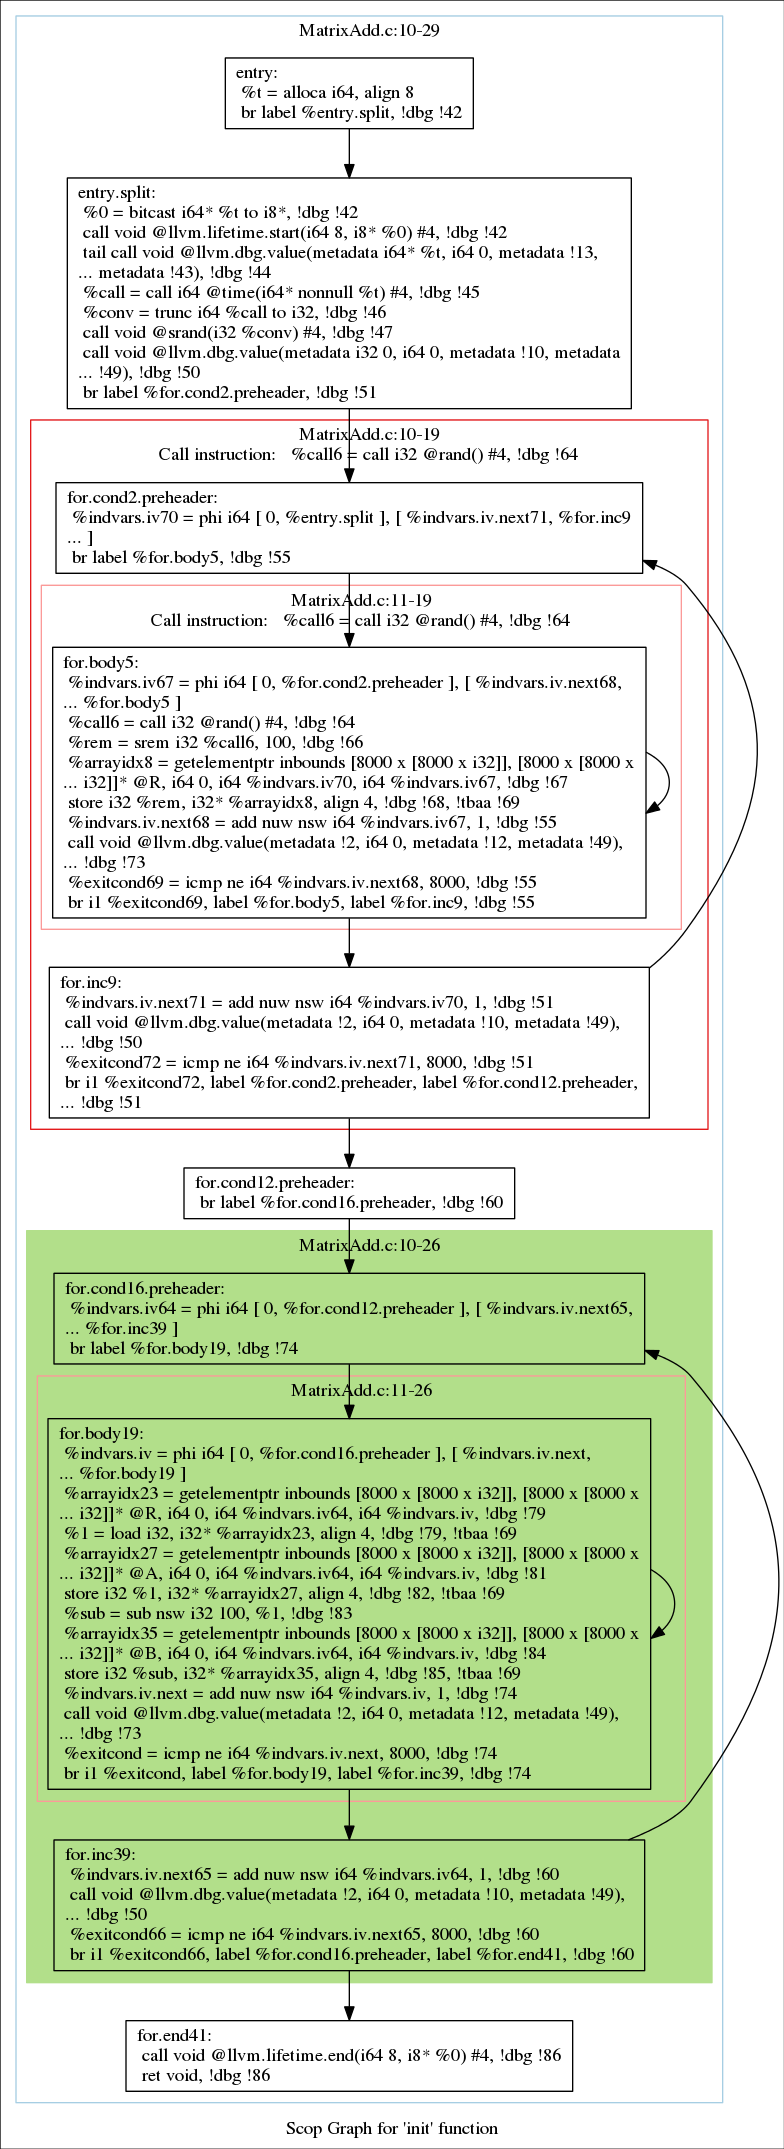 MatrixAdd.c:10-29
entry:
%t = alloca i64, align 8
br label %entry.split, !dbg !42
entry.split:
%0 = bitcast i64* %t to i8*, !dbg !42
call void @llvm.lifetime.start(i64 8, i8* %0) #4, !dbg !42
tail call void @llvm.dbg.value(metadata i64* %t, i64 0, metadata !13,
... metadata !43), !dbg !44
%call = call i64 @time(i64* nonnull %t) #4, !dbg !45
%conv = trunc i64 %call to i32, !dbg !46
call void @srand(i32 %conv) #4, !dbg !47
call void @llvm.dbg.value(metadata i32 0, i64 0, metadata !10, metadata
... !49), !dbg !50
br label %for.cond2.preheader, !dbg !51
MatrixAdd.c:10-19
Call instruction: %call6 = call i32 @rand() #4, !dbg !64
for.cond2.preheader:
%indvars.iv70 = phi i64 [ 0, %entry.split ], [ %indvars.iv.next71, %for.inc9
... ]
br label %for.body5, !dbg !55
MatrixAdd.c:11-19
Call instruction: %call6 = call i32 @rand() #4, !dbg !64
for.body5:
%indvars.iv67 = phi i64 [ 0, %for.cond2.preheader ], [ %indvars.iv.next68,
... %for.body5 ]
%call6 = call i32 @rand() #4, !dbg !64
%rem = srem i32 %call6, 100, !dbg !66
%arrayidx8 = getelementptr inbounds [8000 x [8000 x i32]], [8000 x [8000 x
... i32]]* @R, i64 0, i64 %indvars.iv70, i64 %indvars.iv67, !dbg !67
store i32 %rem, i32* %arrayidx8, align 4, !dbg !68, !tbaa !69
%indvars.iv.next68 = add nuw nsw i64 %indvars.iv67, 1, !dbg !55
call void @llvm.dbg.value(metadata !2, i64 0, metadata !12, metadata !49),
... !dbg !73
%exitcond69 = icmp ne i64 %indvars.iv.next68, 8000, !dbg !55
br i1 %exitcond69, label %for.body5, label %for.inc9, !dbg !55
for.inc9:
%indvars.iv.next71 = add nuw nsw i64 %indvars.iv70, 1, !dbg !51
call void @llvm.dbg.value(metadata !2, i64 0, metadata !10, metadata !49),
... !dbg !50
%exitcond72 = icmp ne i64 %indvars.iv.next71, 8000, !dbg !51
br i1 %exitcond72, label %for.cond2.preheader, label %for.cond12.preheader,
... !dbg !51
for.cond12.preheader:
br label %for.cond16.preheader, !dbg !60
MatrixAdd.c:10-26
for.cond16.preheader:
%indvars.iv64 = phi i64 [ 0, %for.cond12.preheader ], [ %indvars.iv.next65,
... %for.inc39 ]
br label %for.body19, !dbg !74
MatrixAdd.c:11-26
for.body19:
%indvars.iv = phi i64 [ 0, %for.cond16.preheader ], [ %indvars.iv.next,
... %for.body19 ]
%arrayidx23 = getelementptr inbounds [8000 x [8000 x i32]], [8000 x [8000 x
... i32]]* @R, i64 0, i64 %indvars.iv64, i64 %indvars.iv, !dbg !79
%1 = load i32, i32* %arrayidx23, align 4, !dbg !79, !tbaa !69
%arrayidx27 = getelementptr inbounds [8000 x [8000 x i32]], [8000 x [8000 x
... i32]]* @A, i64 0, i64 %indvars.iv64, i64 %indvars.iv, !dbg !81
store i32 %1, i32* %arrayidx27, align 4, !dbg !82, !tbaa !69
%sub = sub nsw i32 100, %1, !dbg !83
%arrayidx35 = getelementptr inbounds [8000 x [8000 x i32]], [8000 x [8000 x
... i32]]* @B, i64 0, i64 %indvars.iv64, i64 %indvars.iv, !dbg !84
store i32 %sub, i32* %arrayidx35, align 4, !dbg !85, !tbaa !69
%indvars.iv.next = add nuw nsw i64 %indvars.iv, 1, !dbg !74
call void @llvm.dbg.value(metadata !2, i64 0, metadata !12, metadata !49),
... !dbg !73
%exitcond = icmp ne i64 %indvars.iv.next, 8000, !dbg !74
br i1 %exitcond, label %for.body19, label %for.inc39, !dbg !74
for.inc39:
%indvars.iv.next65 = add nuw nsw i64 %indvars.iv64, 1, !dbg !60
call void @llvm.dbg.value(metadata !2, i64 0, metadata !10, metadata !49),
... !dbg !50
%exitcond66 = icmp ne i64 %indvars.iv.next65, 8000, !dbg !60
br i1 %exitcond66, label %for.cond16.preheader, label %for.end41, !dbg !60
for.end41:
call void @llvm.lifetime.end(i64 8, i8* %0) #4, !dbg !86
ret void, !dbg !86
Scop Graph for 'init' function